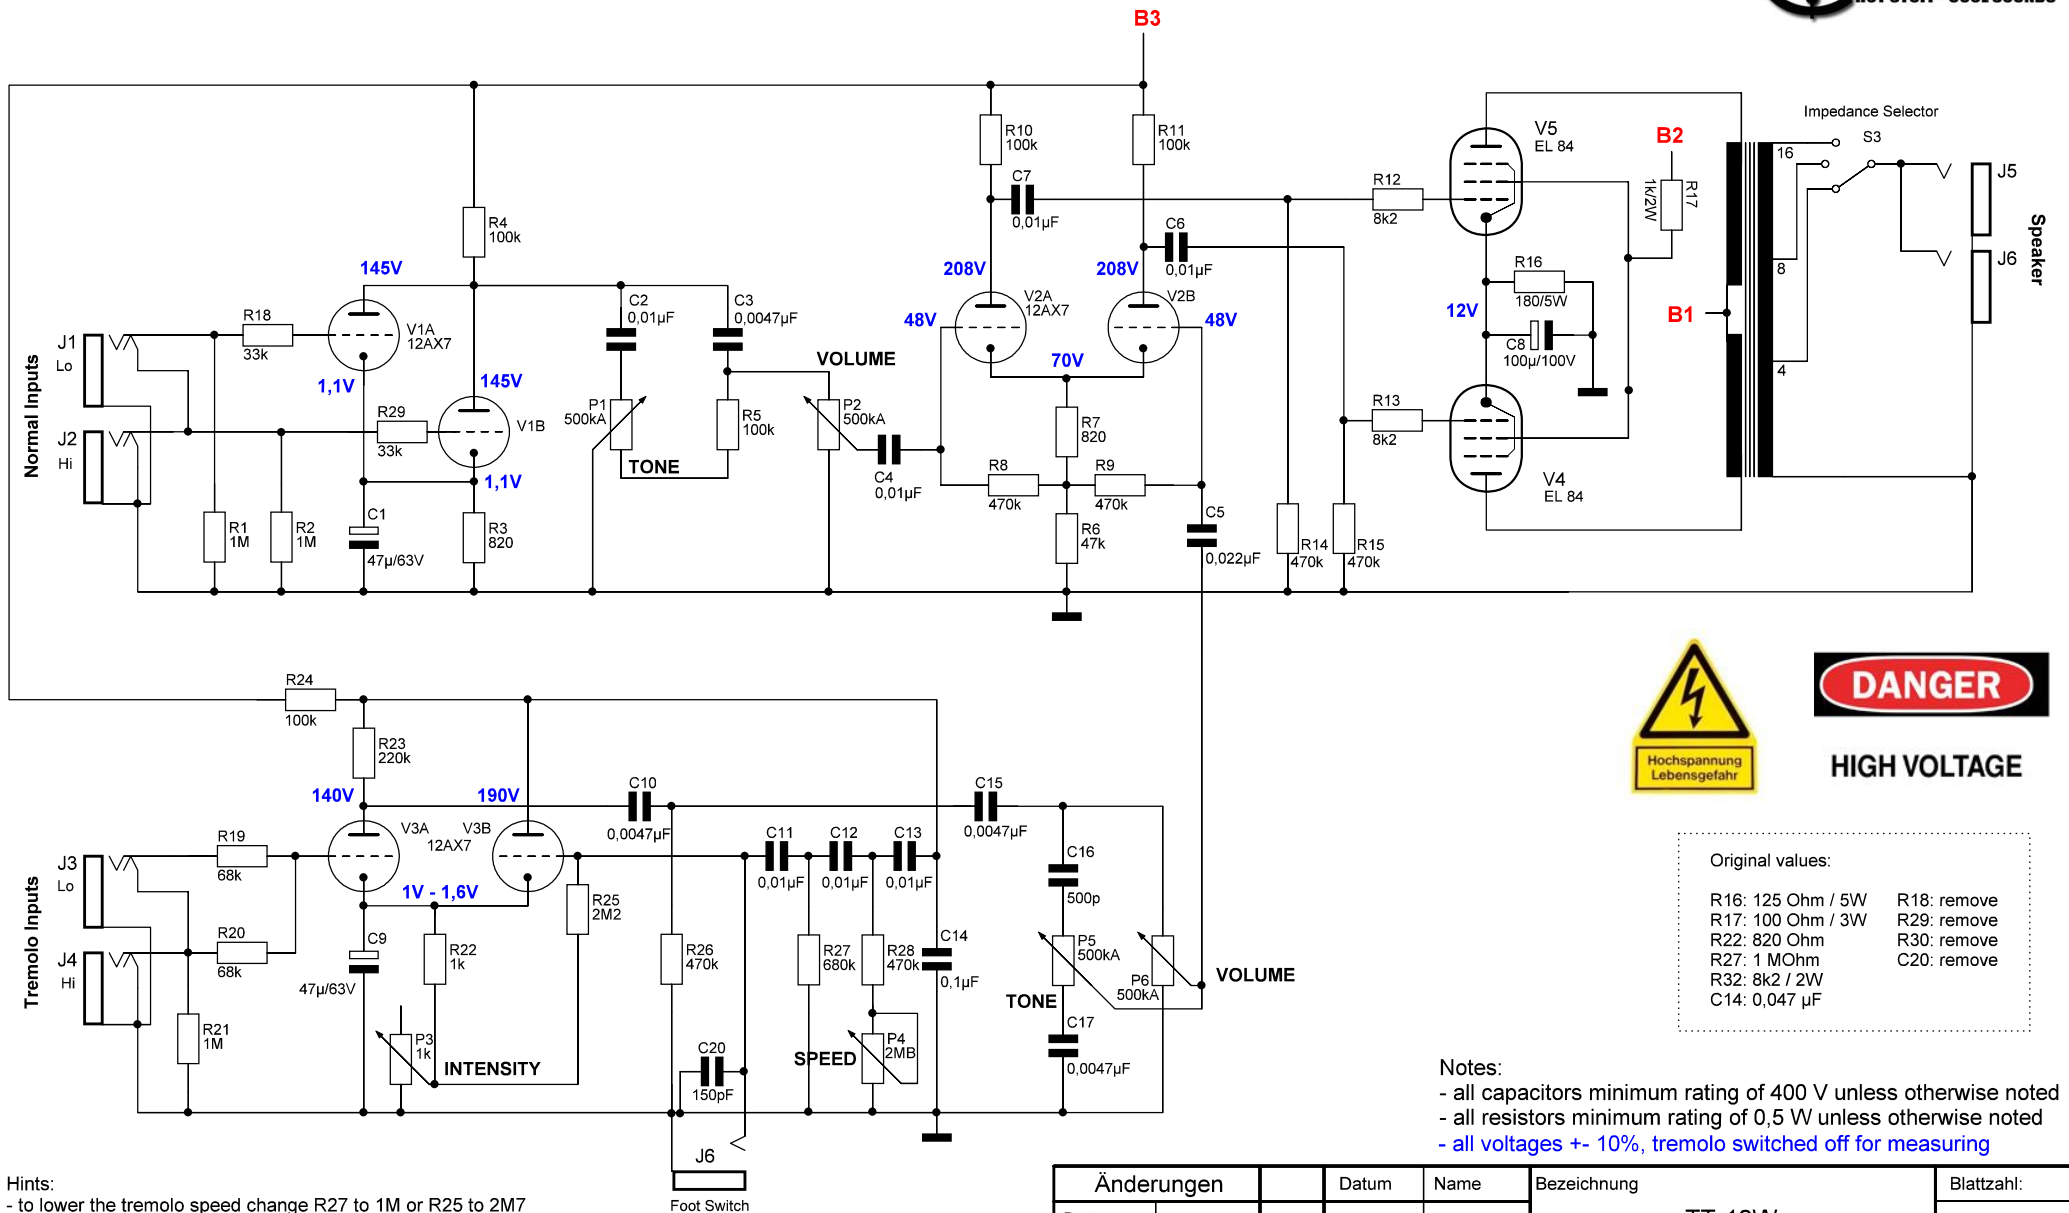 B3
Impedance Selector
S3
R10
100k
R11
100k
V5
EL 84
B2
16
J5
C7
0,01µF
R12
8k2
R17
1k/2W
R4
100k
C6
0,01µF
J6
Speaker
145V
208V
208V
R16
180/5W
8
C2
0,01µF
C3
0,0047µF
V2A
12AX7
V2B
48V
48V
12V
B1
R18
33k
V1A
12AX7
J1
Lo
VOLUME
70V
C8
100µ/100V
4
1,1V
145V
Normal Inputs
P1
500kA
R5
100k
P2
500kA
R7
820
R13
8k2
J2
Hi
R29
33k
V1B
TONE
C4
0,01µF
R8
470k
R9
470k
V4
EL 84
1,1V
R1
1M
R2
1M
C1
47µ/63V
R3
820
R6
47k
C5
0,022µF
R14
470k
R15
470k
R24
100k
R23
220k
Hochspannung
Lebensgefahr
DANGER
HIGH VOLTAGE
140V
190V
C10
0,0047µF
C15
0,0047µF
V3A
V3B
12AX7
R19
68k
C11
0,01µF
C12
0,01µF
C13
0,01µF
J3
Lo
C16
500p
1V - 1,6V
R25
2M2
Tremolo Inputs
R20
68k
C9
47µ/63V
R22
1k
R26
470k
R27
680k
R28
470k
C14
0,1µF
P5
500kA
P6
500kA
VOLUME
J4
Hi
TONE
R21
1M
P3
1k
INTENSITY
C20
150pF
SPEED
P4
2MB
C17
0,0047µF
J6
Foot Switch
Original values:
R16: 125 Ohm / 5W R18: remove
R17: 100 Ohm / 3W R29: remove
R22: 820 Ohm R30: remove
R27: 1 MOhm C20: remove
R32: 8k2 / 2W
C14: 0,047 µF
Notes:
- all capacitors minimum rating of 400 V unless otherwise noted
- all resistors minimum rating of 0,5 W unless otherwise noted
- all voltages +- 10%, tremolo switched off for measuring
Hints:
- to lower the tremolo speed change R27 to 1M or R25 to 2M7
Änderungen Datum Name Bezeichnung Blattzahl: